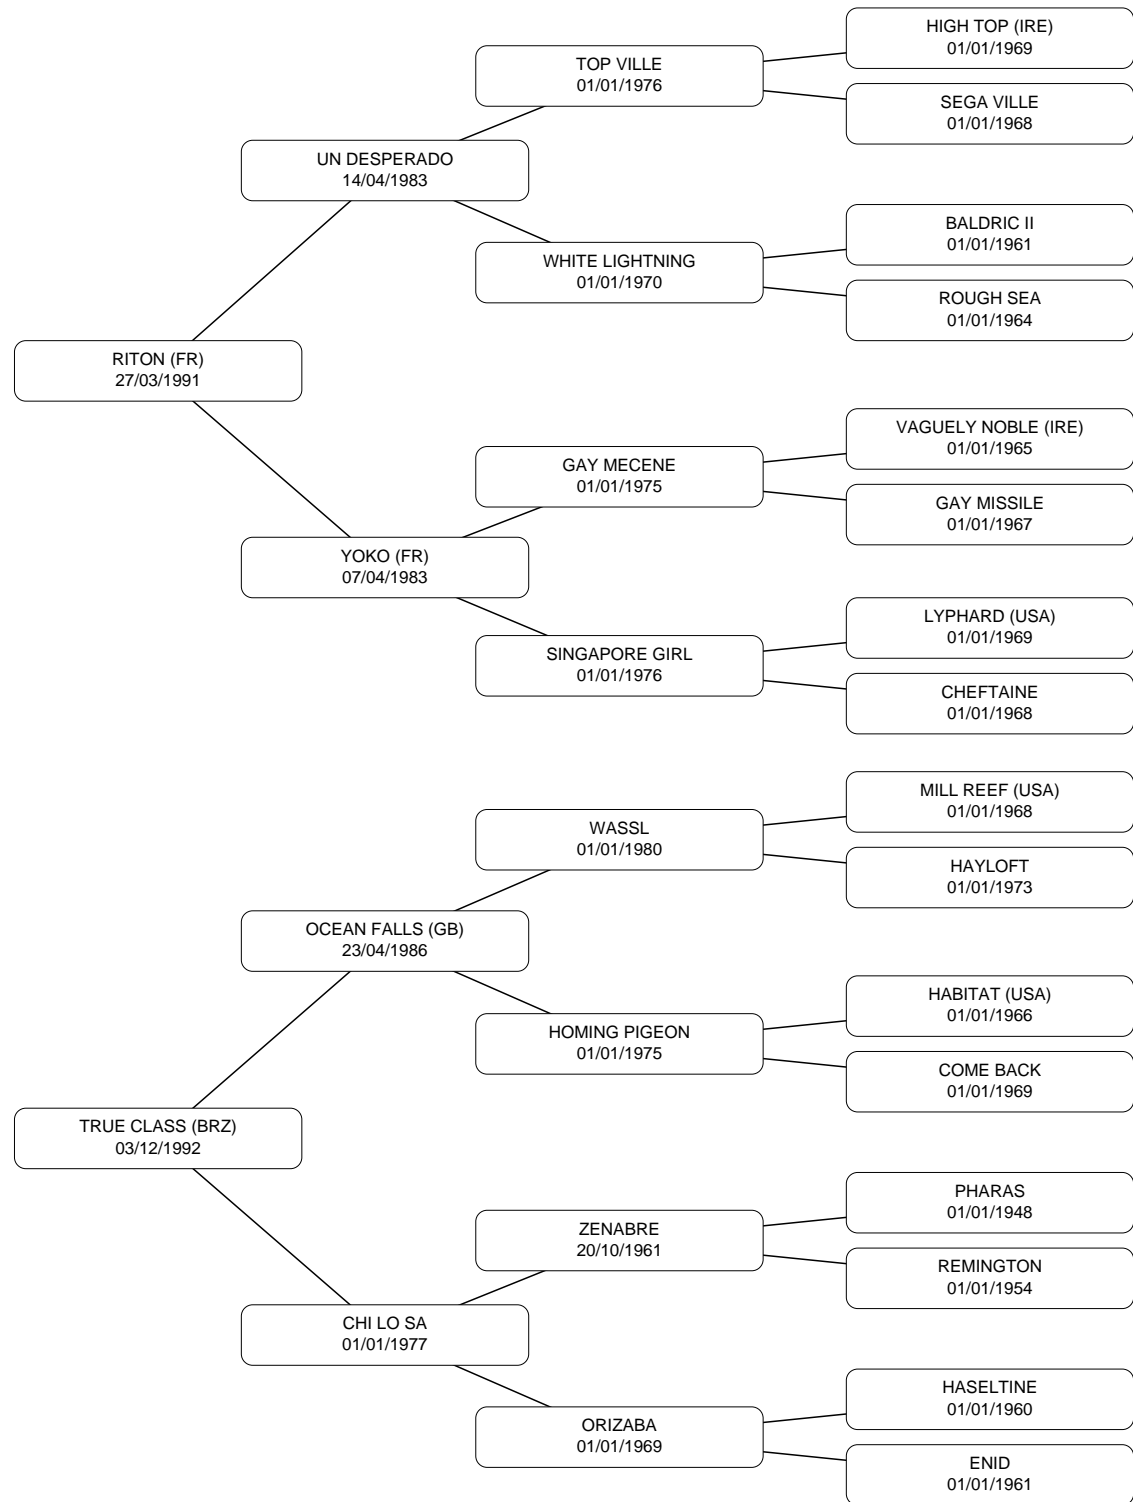 HIGH TOP (IRE)
01/01/1969
TOP VILLE
01/01/1976
SEGA VILLE
01/01/1968
UN DESPERADO
14/04/1983
BALDRIC II
01/01/1961
WHITE LIGHTNING
01/01/1970
ROUGH SEA
01/01/1964
RITON (FR)
27/03/1991
VAGUELY NOBLE (IRE)
01/01/1965
GAY MECENE
01/01/1975
GAY MISSILE
01/01/1967
YOKO (FR)
07/04/1983
LYPHARD (USA)
01/01/1969
SINGAPORE GIRL
01/01/1976
CHEFTAINE
01/01/1968
MILL REEF (USA)
01/01/1968
WASSL
01/01/1980
HAYLOFT
01/01/1973
OCEAN FALLS (GB)
23/04/1986
HABITAT (USA)
01/01/1966
HOMING PIGEON
01/01/1975
COME BACK
01/01/1969
TRUE CLASS (BRZ)
03/12/1992
PHARAS
01/01/1948
ZENABRE
20/10/1961
REMINGTON
01/01/1954
CHI LO SA
01/01/1977
HASELTINE
01/01/1960
ORIZABA
01/01/1969
ENID
01/01/1961